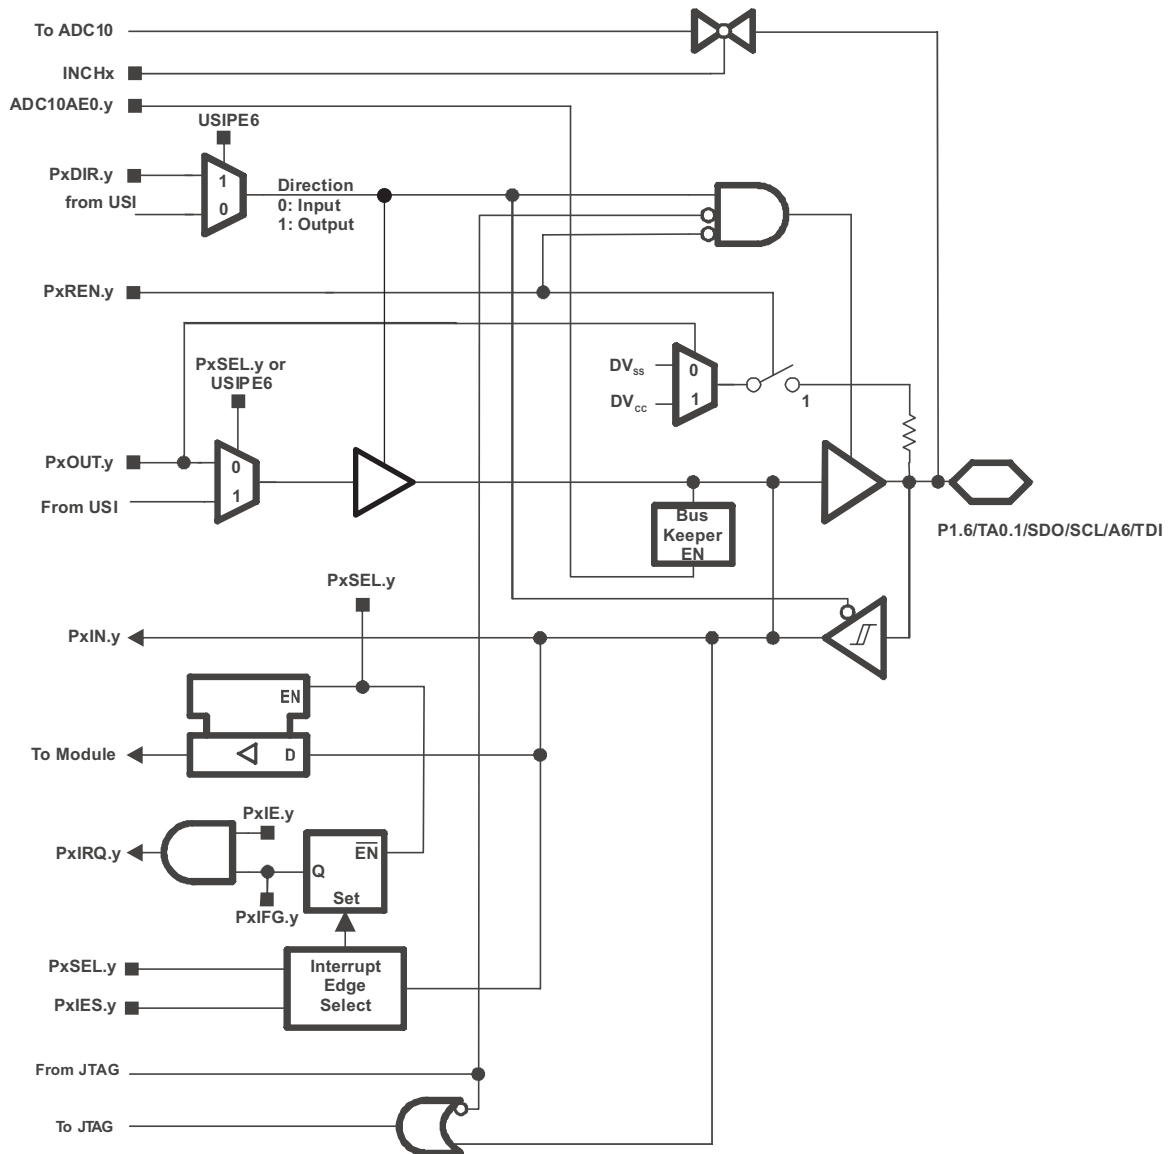 To ADC10
INCHx
ADC10AE0.y
USIPE6
PxDIR.y
from USI
1
0
Direction
0: Input
1: Output
PxREN.y
PxSEL.y or
USIPE6
DVSS
DVCC
0
1
1
PxOUT.y
From USI
0
1
Bus
Keeper
EN
P1.6/TA0.1/SDO/SCL/A6/TDI
PxSEL.y
PxIN.y
EN
To Module
D
PxIE.y
PxIRQ.y
EN
Q
Set
PxIFG.y
PxSEL.y
PxIES.y
Interrupt
Edge
Select
From JTAG
To JTAG